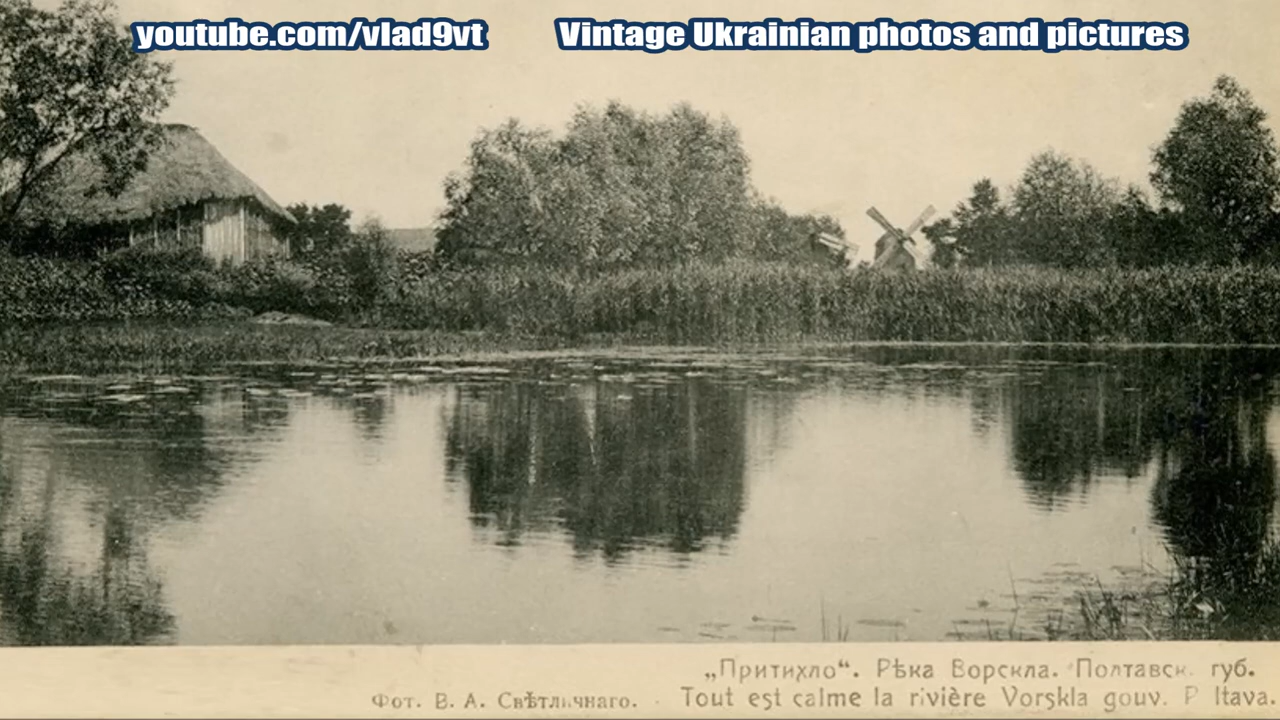 youtube.com/vlad9vt Vintage Ukrainian photos and pictures
„Притихло“. Рѣка Ворскла. Полтавск. губ.
Фот. В. А. Свѣтличнаго. Tout est calme la rivière Vorskla gouv.